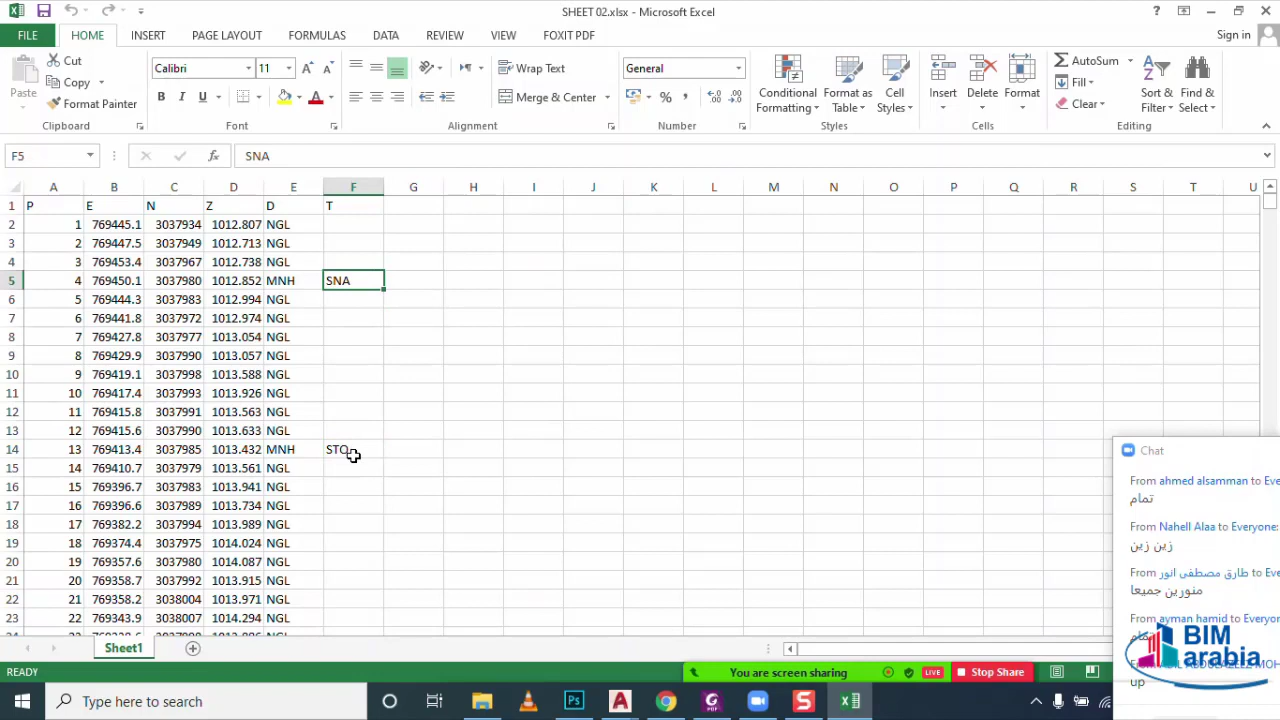 SHEET 02.xlsx - Microsoft Excel
FILE HOME INSERT PAGE LAYOUT FORMULAS DATA REVIEW VIEW FOXIT PDF Sign in
Cut
Copy
Format Painter
Paste
Clipboard
Calibri 11
B I U
Font
Wrap Text
Merge & Center
Alignment
General
Number
Conditional Formatting
Format as Table
Cell Styles
Styles
Insert Delete Format
Cells
AutoSum
Fill
Clear
Sort & Filter
Find & Select
Editing
F5 SNA
A B C D E F G H I J K L M N O P Q R S T U
1 P E N Z D T
2 1 769445.1 3037934 1012.807 NGL
3 2 769447.5 3037949 1012.713 NGL
4 3 769453.4 3037967 1012.738 NGL
5 4 769450.1 3037980 1012.852 MNH SNA
6 5 769444.3 3037983 1012.994 NGL
7 6 769441.8 3037972 1012.974 NGL
8 7 769427.8 3037977 1013.054 NGL
9 8 769429.9 3037990 1013.057 NGL
10 9 769419.1 3037998 1013.588 NGL
11 10 769417.4 3037993 1013.926 NGL
12 11 769415.8 3037991 1013.563 NGL
13 12 769415.6 3037990 1013.633 NGL
14 13 769413.4 3037985 1013.432 MNH STO
15 14 769410.7 3037979 1013.561 NGL
16 15 769396.7 3037983 1013.941 NGL
17 16 769396.6 3037989 1013.734 NGL
18 17 769382.2 3037994 1013.989 NGL
19 18 769374.4 3037975 1014.024 NGL
20 19 769357.6 3037980 1014.087 NGL
21 20 769358.7 3037992 1013.915 NGL
22 21 769358.2 3038004 1013.971 NGL
23 22 769343.9 3038007 1014.294 NGL
Sheet1
READY
You are screen sharing LIVE Stop Share
Type here to search
Chat
From ahmed alsamman to
تمام
From Nahell Alaa to Everyone:
زين زين
From طارق مصطفى انور to
منورين جميعا
From ayman hamid to
up
BIM
arabia